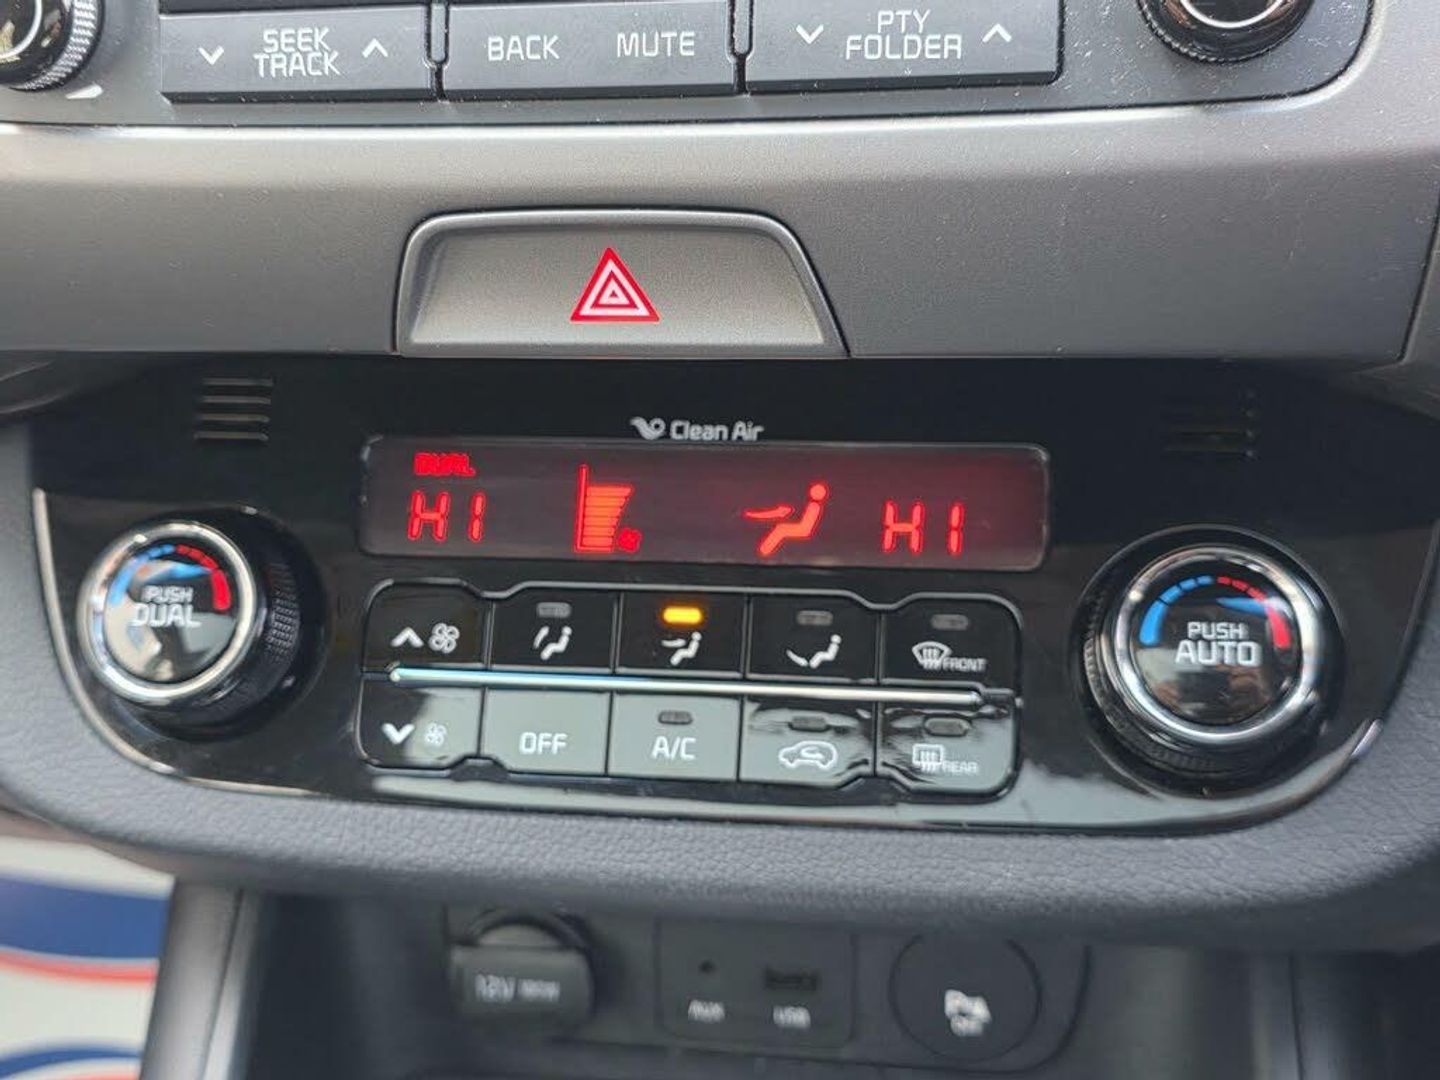 SEEK
TRACK
BACK
MUTE
PTY
FOLDER
Clean Air
DUAL
HI
HI
PUSH
DUAL
FRONT
PUSH
AUTO
OFF
A/C
REAR
12V
AUX
USB
OFF